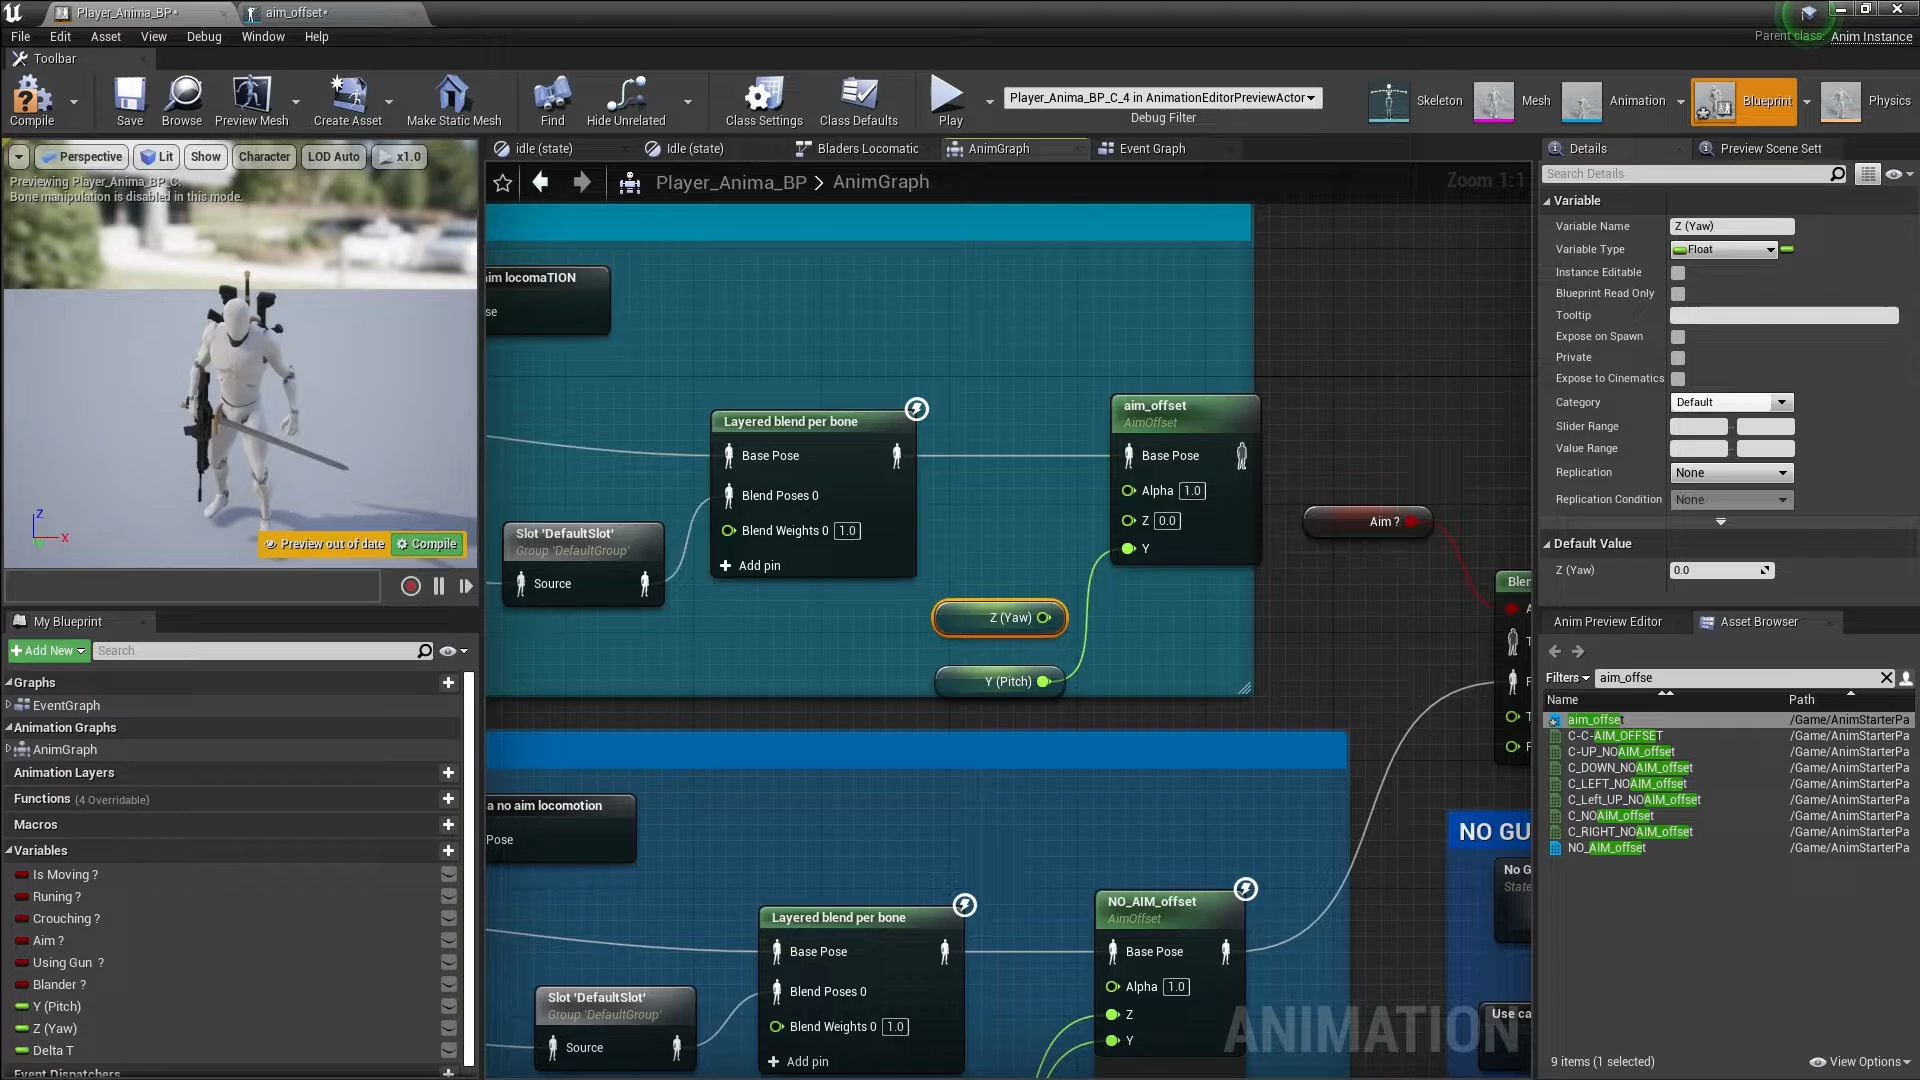 Player_Anima_BP*
aim_offset*
File Edit Asset View Debug Window Help
Parent class: Anim Instance
Toolbar
Compile
Save
Browse
Preview Mesh
Create Asset
Make Static Mesh
Find
Hide Unrelated
Class Settings
Class Defaults
Play
Player_Anima_BP_C_4 in AnimationEditorPreviewActor
Debug Filter
Skeleton
Mesh
Animation
Blueprint
Physics
Perspective
Lit
Show
Character
LOD Auto
x1.0
Previewing Player_Anima_BP_C.
Bone manipulation is disabled in this mode.
Z
X
Preview out of date
Compile
idle (state)
Idle (state)
Bladers Locomatic
AnimGraph
Event Graph
Player_Anima_BP > AnimGraph
Zoom 1:1
im locomaTION
se
Layered blend per bone
Base Pose
Blend Poses 0
Blend Weights 0 1.0
Add pin
Slot 'DefaultSlot'
Group 'DefaultGroup'
Source
aim_offset
AimOffset
Base Pose
Alpha 1.0
Z 0.0
Y
Z (Yaw)
Y (Pitch)
Aim ?
Blen
a no aim locomotion
Pose
Layered blend per bone
Base Pose
Blend Poses 0
Blend Weights 0 1.0
Add pin
Slot 'DefaultSlot'
Group 'DefaultGroup'
Source
NO_AIM_offset
AimOffset
Base Pose
Alpha 1.0
Z
Y
NO GU
No G
State
Use ca
ANIMATION
My Blueprint
Add New
Search
Graphs
EventGraph
Animation Graphs
AnimGraph
Animation Layers
Functions (4 Overridable)
Macros
Variables
Is Moving ?
Runing ?
Crouching ?
Aim ?
Using Gun ?
Blander ?
Y (Pitch)
Z (Yaw)
Delta T
Event Dispatchers
Details
Preview Scene Sett
Search Details
Variable
Variable Name Z (Yaw)
Variable Type Float
Instance Editable
Blueprint Read Only
Tooltip
Expose on Spawn
Private
Expose to Cinematics
Category Default
Slider Range
Value Range
Replication None
Replication Condition None
Default Value
Z (Yaw) 0.0
Anim Preview Editor
Asset Browser
Filters aim_offse
Name Path
aim_offset /Game/AnimStarterPa
C-C-AIM_OFFSET /Game/AnimStarterPa
C-UP_NOAIM_offset /Game/AnimStarterPa
C_DOWN_NOAIM_offset /Game/AnimStarterPa
C_LEFT_NOAIM_offset /Game/AnimStarterPa
C_Left_UP_NOAIM_offset /Game/AnimStarterPa
C_NOAIM_offset /Game/AnimStarterPa
C_RIGHT_NOAIM_offset /Game/AnimStarterPa
NO_AIM_offset /Game/AnimStarterPa
9 items (1 selected)
View Options